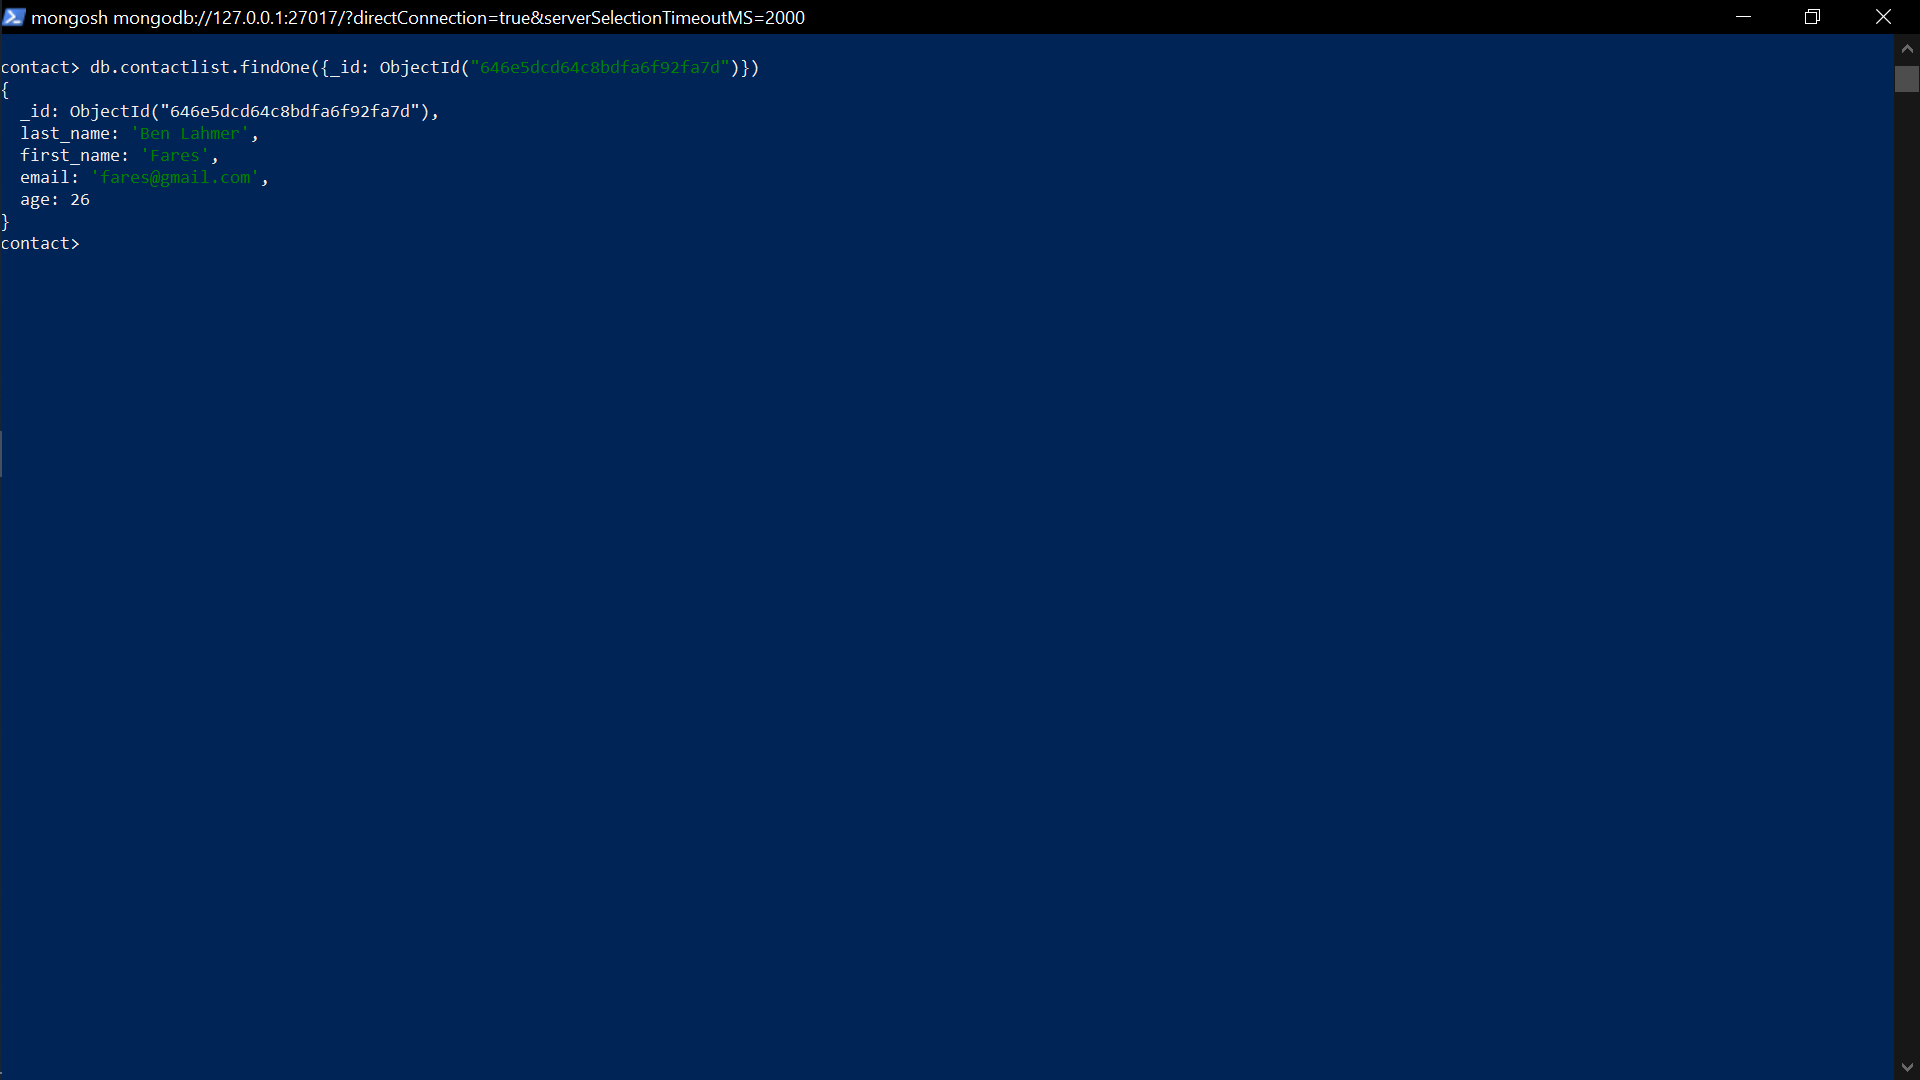 mongosh mongodb://127.0.0.1:27017/?directConnection=true&serverSelectionTimeoutMS=2000
contact> db.contactlist.findOne({_id: ObjectId("646e5dcd64c8bdfa6f92fa7d")})
{
  _id: ObjectId("646e5dcd64c8bdfa6f92fa7d"),
  last_name: 'Ben Lahmer',
  first_name: 'Fares',
  email: 'fares@gmail.com',
  age: 26
}
contact>